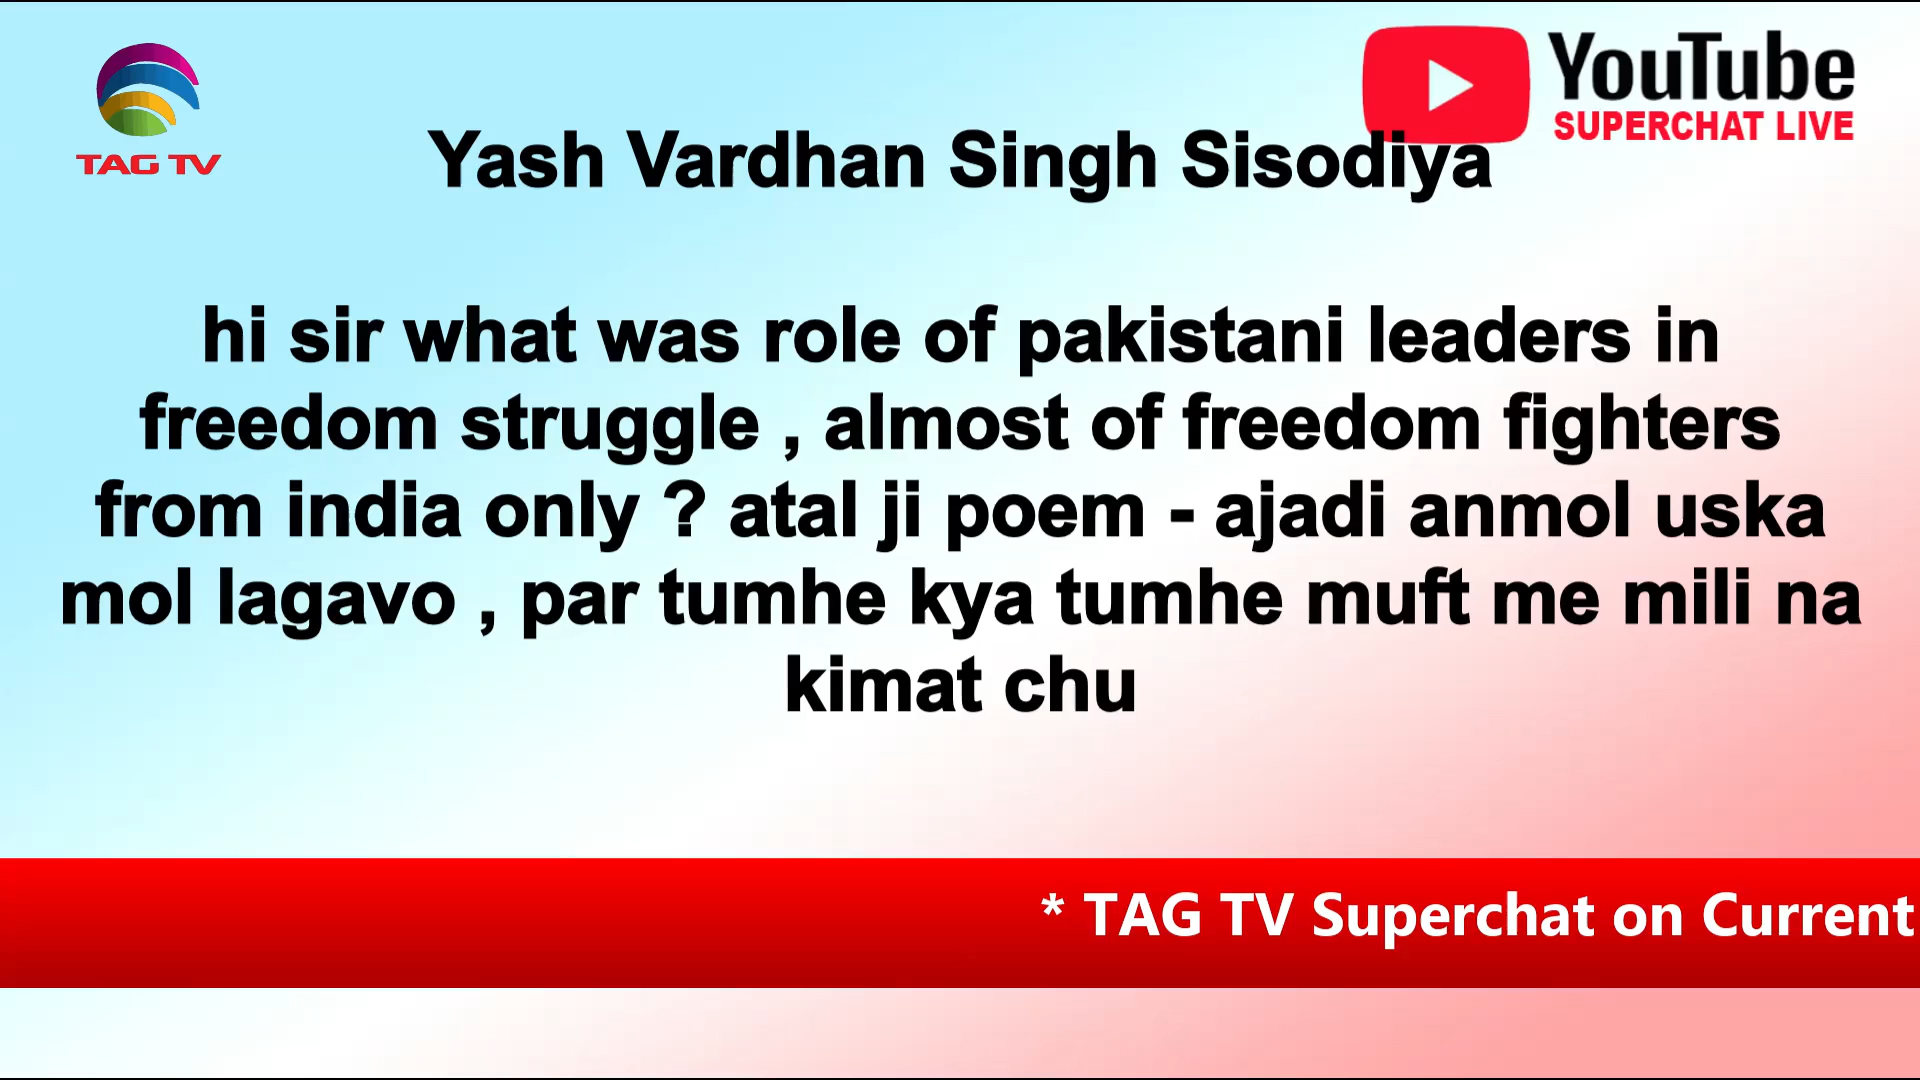 TAG TV
YouTube
SUPERCHAT LIVE
Yash Vardhan Singh Sisodiya
hi sir what was role of pakistani leaders in
freedom struggle , almost of freedom fighters
from india only ? atal ji poem - ajadi anmol uska
mol lagavo , par tumhe kya tumhe muft me mili na
kimat chu
* TAG TV Superchat on Current